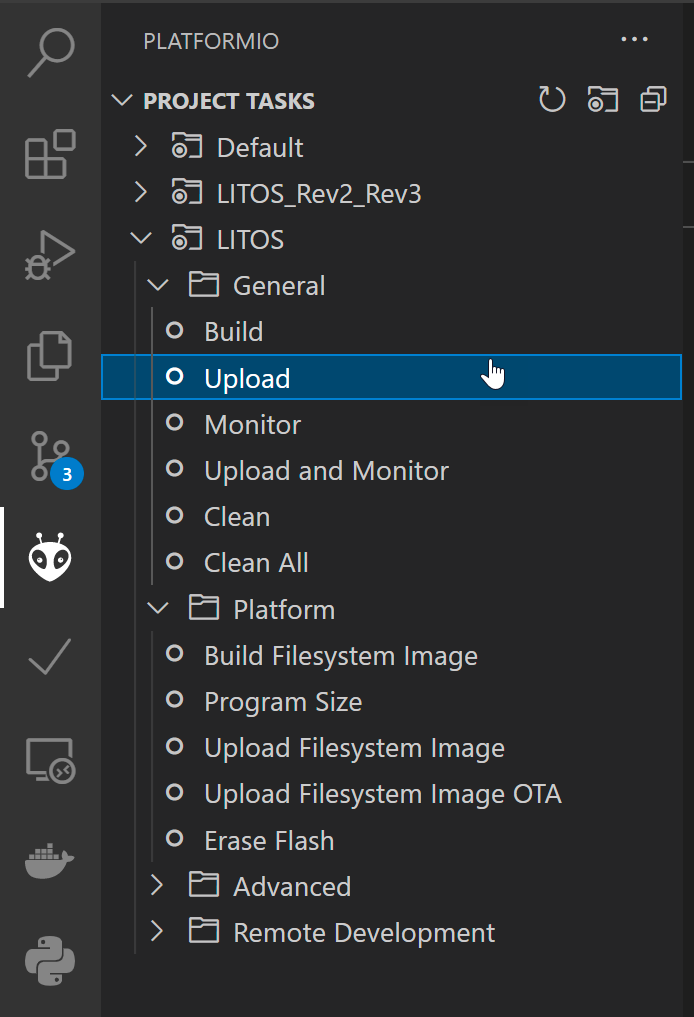 PLATFORMIO
PROJECT TASKS
Default
LITOS_Rev2_Rev3
LITOS
General
Build
Upload
Monitor
Upload and Monitor
3
Clean
Clean All
Platform
Build Filesystem Image
Program Size
Upload Filesystem Image
Upload Filesystem Image OTA
Erase Flash
Advanced
Remote Development